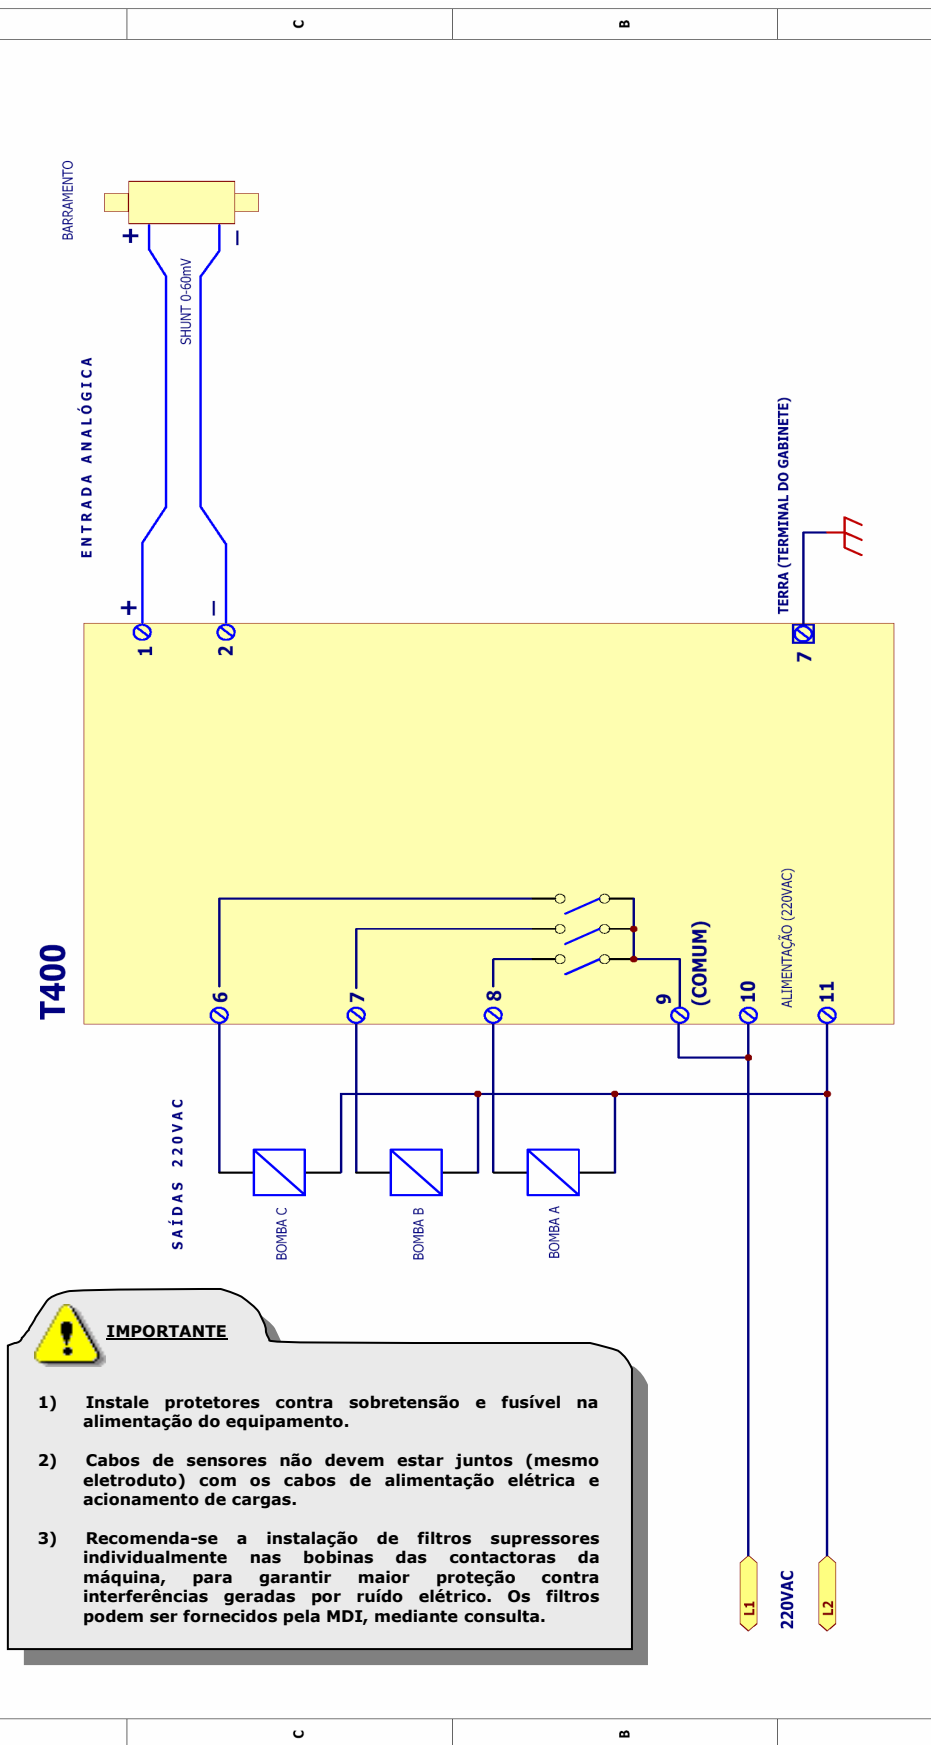 C
B
BARRAMENTO
+
–
SHUNT 0-60mV
ENTRADA ANALÓGICA
+
–
1
2
TERRA (TERMINAL DO GABINETE)
7
T400
6
7
8
9
(COMUM)
10
ALIMENTAÇÃO (220VAC)
11
SAÍDAS 220VAC
BOMBA C
BOMBA B
BOMBA A
IMPORTANTE
1) Instale protetores contra sobretensão e fusível na
alimentação do equipamento.
2) Cabos de sensores não devem estar juntos (mesmo
eletroduto) com os cabos de alimentação elétrica e
acionamento de cargas.
3) Recomenda-se a instalação de filtros supressores
individualmente nas bobinas das contactoras da
máquina, para garantir maior proteção contra
interferências geradas por ruído elétrico. Os filtros
podem ser fornecidos pela MDI, mediante consulta.
L1
220VAC
L2
C
B